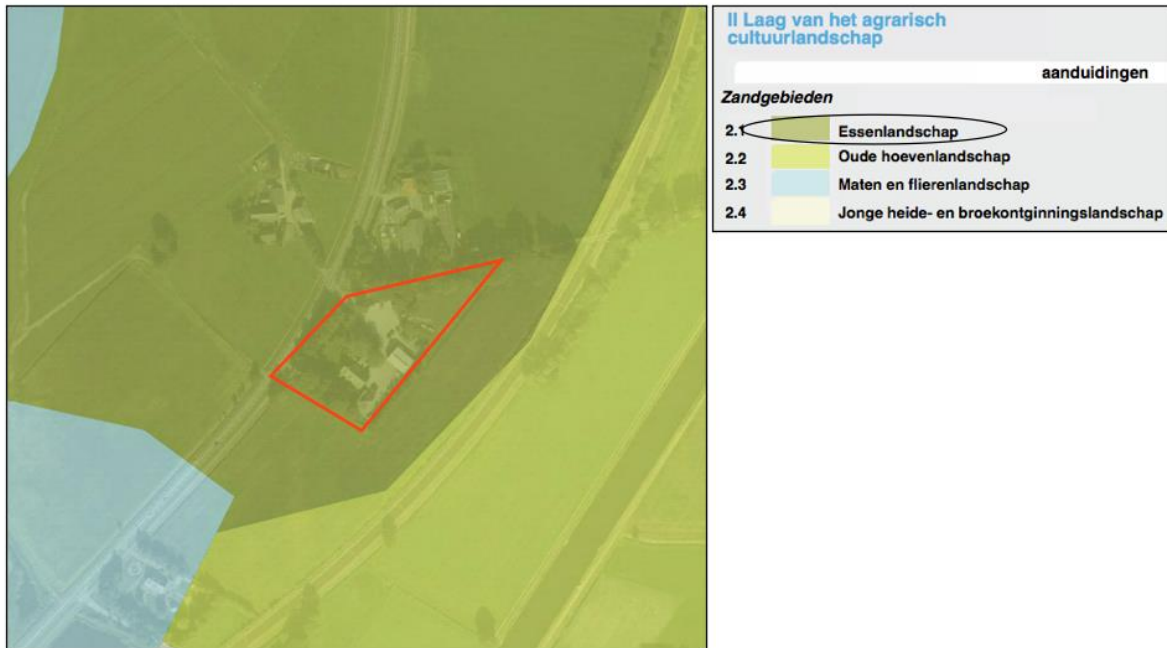 II Laag van het agrarisch
cultuurlandschap
aanduidingen
Zandgebieden
2.1 Essenlandschap
2.2 Oude hoevenlandschap
2.3 Maten en flierenlandschap
2.4 Jonge heide- en broekontginningslandschap